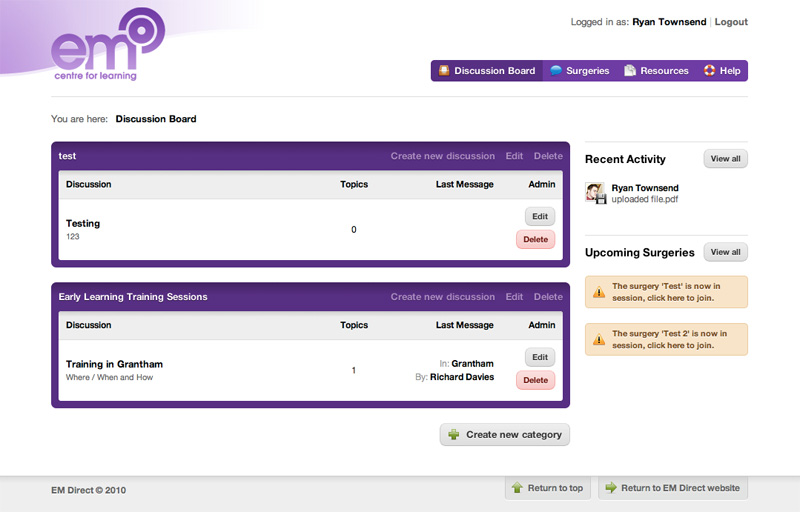 em
centre for learning
Logged in as: Ryan Townsend | Logout
Discussion Board
Surgeries
Resources
Help
You are here: Discussion Board
test
Create new discussion
Edit
Delete
Discussion
Topics
Last Message
Admin
Testing
123
0
Edit
Delete
Early Learning Training Sessions
Create new discussion
Edit
Delete
Discussion
Topics
Last Message
Admin
Training in Grantham
Where / When and How
1
In: Grantham
By: Richard Davies
Edit
Delete
Create new category
Recent Activity
View all
Ryan Townsend
uploaded file.pdf
Upcoming Surgeries
View all
The surgery 'Test' is now in
session, click here to join.
The surgery 'Test 2' is now in
session, click here to join.
EM Direct © 2010
Return to top
Return to EM Direct website